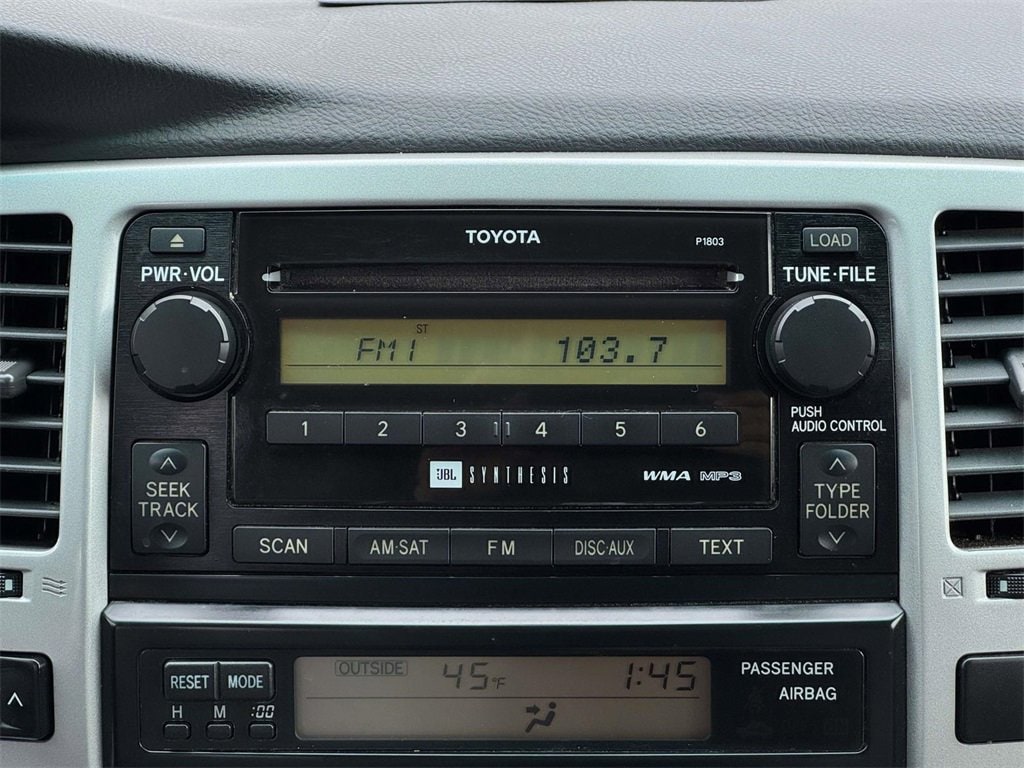 TOYOTA
P1803
LOAD
PWR·VOL
TUNE·FILE
ST
FM1 103.7
PUSH
AUDIO CONTROL
1 2 3 4 5 6
SEEK
TRACK
JBL SYNTHESIS
WMA MP3
TYPE
FOLDER
SCAN AM·SAT FM DISC·AUX TEXT
RESET MODE
H M :00
OUTSIDE 45°F 1:45
PASSENGER
AIRBAG